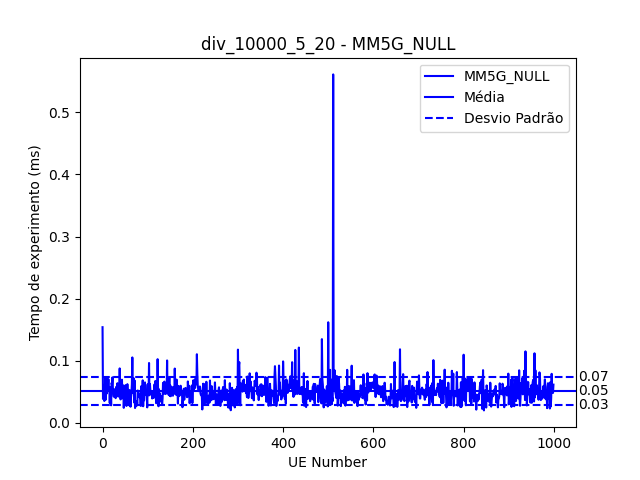 div_10000_5_20 - MM5G_NULL
MM5G_NULL
Média
Desvio Padrão
Tempo de experimento (ms)
0.5
0.4
0.3
0.2
0.1
0.0
0.07
0.05
0.03
0
200
400
600
800
1000
UE Number